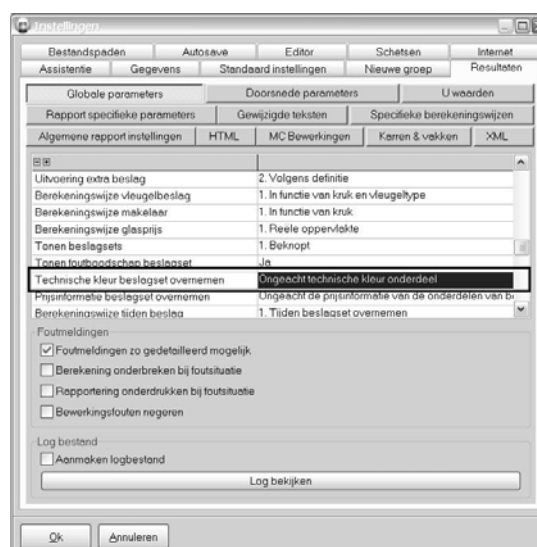 Instellingen
Bestandspaden Autosave Editor Schetsen Internet
Assistentie Gegevens Standaard instellingen Nieuwe groep Resultaten
Globale parameters Doorsnede parameters U waarden
Rapport specifieke parameters Gewijzigde teksten Specifieke berekeningswijzen
Algemene rapport instellingen HTML MC Bewerkingen Karren & vakken XML
Uitvoering extra beslag 2. Volgens definitie
Berekeningswijze vleugelbeslag 1. In functie van kruk en vleugeltype
Berekeningswijze makelaar 1. In functie van kruk
Berekeningswijze glasprijs 1. Reële oppervlakte
Tonen beslagsets 1. Beknopt
Tonen foutboodschap beslagset Ja
Technische kleur beslagset overnemen Ongeacht technische kleur onderdeel
Prijsinformatie beslagset overnemen Ongeacht de prijsinformatie van de onderdelen van be
Berekeningswijze tijden beslag 1. Tijden beslagset overnemen
Foutmeldingen
Foutmeldingen zo gedetailleerd mogelijk
Berekening onderbreken bij foutsituatie
Rapportering onderdrukken bij foutsituatie
Bewerkingsfouten negeren
Log bestand
Aanmaken logbestand
Log bekijken
Ok Annuleren